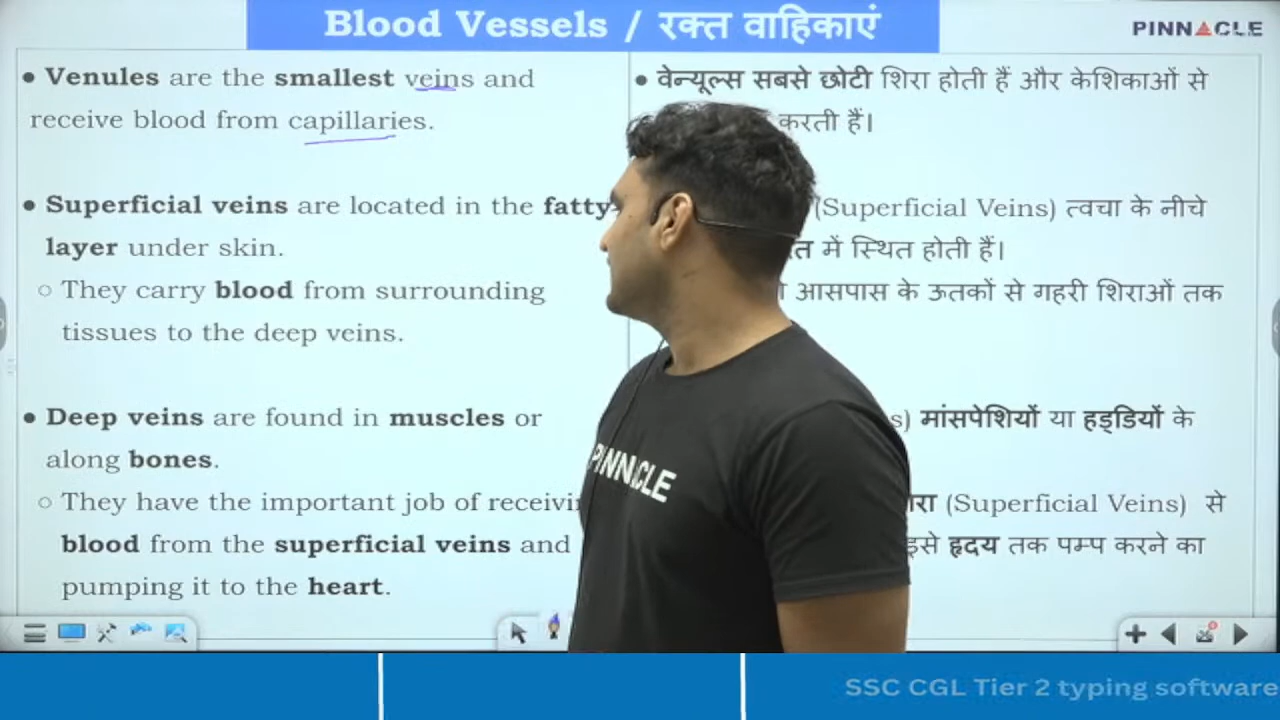 Blood Vessels / रक्त वाहिकाएं
PINNACLE
● Venules are the smallest veins and
receive blood from capillaries.
● Superficial veins are located in the fatty
layer under skin.
○ They carry blood from surrounding
tissues to the deep veins.
● Deep veins are found in muscles or
along bones.
○ They have the important job of
blood from the superficial veins and
pumping it to the heart.
● वेन्यूल्स सबसे छोटी शिरा होती हैं और केशिकाओं से
करती हैं।
(Superficial Veins) त्वचा के नीचे
में स्थित होती हैं।
आसपास के ऊतकों से गहरी शिराओं तक
मांसपेशियों या हड्डियों के
(Superficial Veins) से
इसे हृदय तक पम्प करने का
PINNACLE
SSC CGL Tier 2 typing software